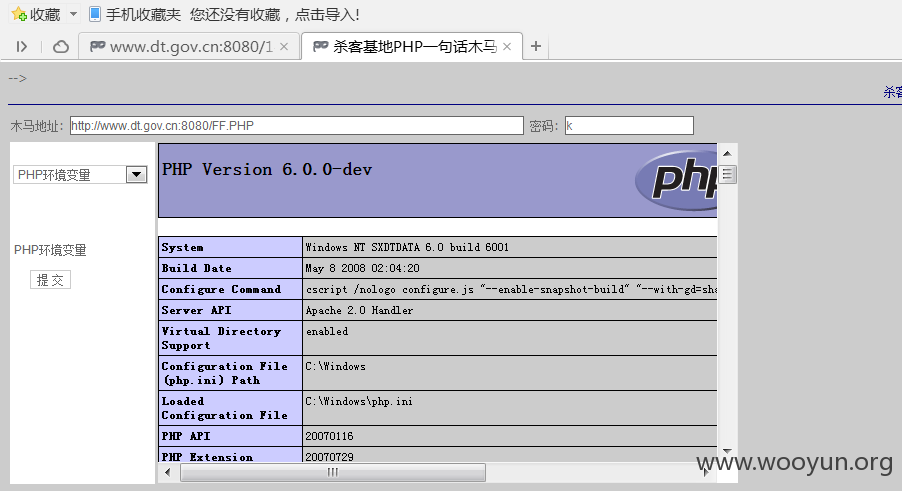 收藏 手机收藏夹 您还没有收藏，点击导入!
www.dt.gov.cn:8080/1 杀客基地PHP一句话木马
-->
杀客
木马地址: http://www.dt.gov.cn:8080/FF.PHP 密码: k
PHP环境变量
PHP环境变量
提 交
PHP Version 6.0.0-dev
php
System Windows NT SXDTDATA 6.0 build 6001
Build Date May 8 2008 02:04:20
Configure Command cscript /nologo configure.js "--enable-snapshot-build" "--with-gd=sha
Server API Apache 2.0 Handler
Virtual Directory Support enabled
Configuration File (php.ini) Path C:\Windows
Loaded Configuration File C:\Windows\php.ini
PHP API 20070116
PHP Extension 20070729
www.wooyun.org